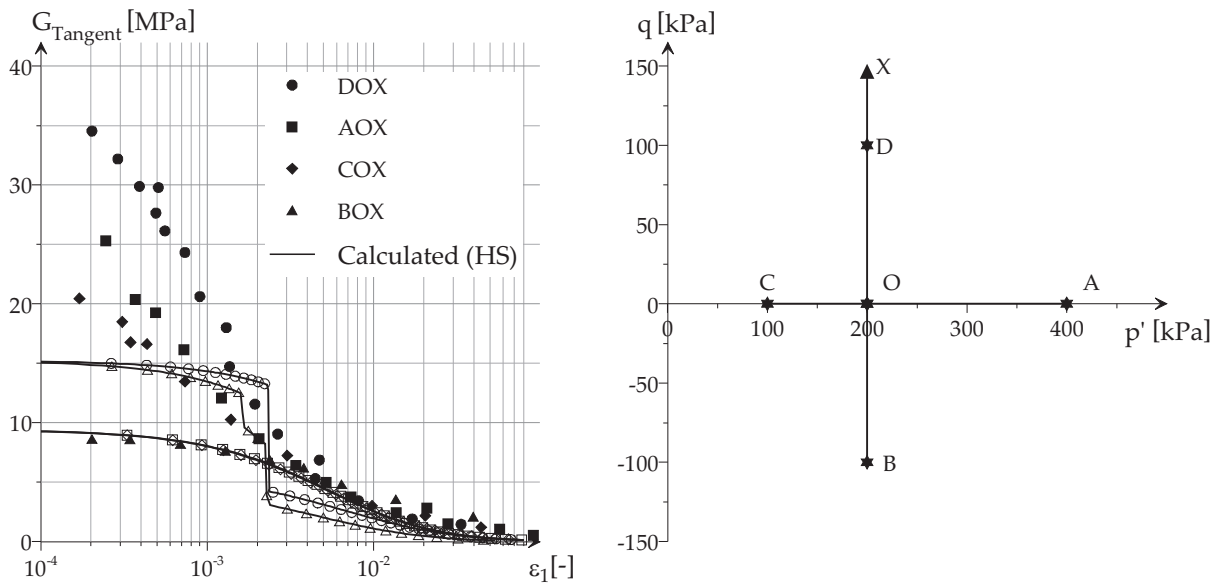 G_Tangent [MPa]
40
30
20
10
0
10⁻⁴
10⁻³
10⁻²
ε₁[-]
DOX
AOX
COX
BOX
Calculated (HS)
q [kPa]
150
100
50
0
-50
-100
-150
0
100
200
300
400
p' [kPa]
X
D
C
O
A
B